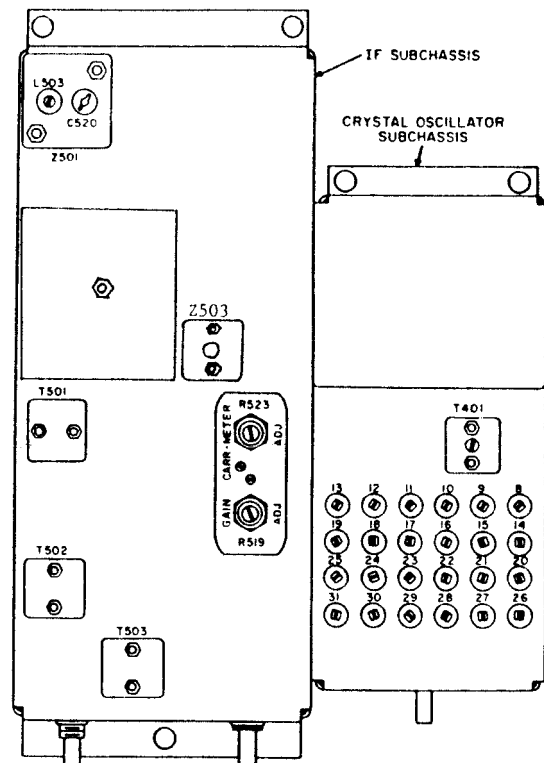 IF SUBCHASSIS
CRYSTAL OSCILLATOR
SUBCHASSIS
L503
C520
Z501
Z503
T501
R523
CARR-METER
ADJ
GAIN
ADJ
R519
T401
13 12 11 10 9 8
19 18 17 16 15 14
25 24 23 22 21 20
31 30 29 28 27 26
T502
T503